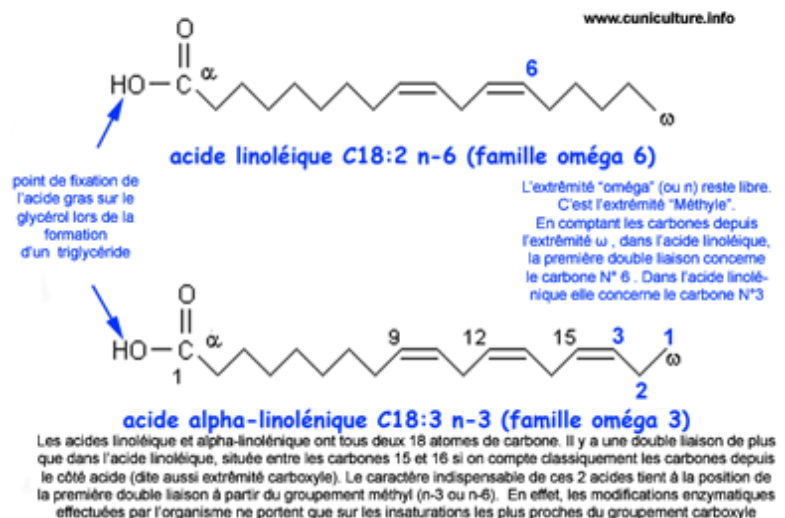 www.cuniculture.info
O
HO
C
α
6
ω
acide linoléique C18:2 n-6 (famille oméga 6)
point de fixation de
l'acide gras sur le
glycérol lors de la
formation
d'un triglycéride
L'extrêmité "oméga" (ou n) reste libre.
C'est l'extrémité "Méthyle".
En comptant les carbones depuis
l'extrêmité ω , dans l'acide linoléique,
la première double liaison concerne
le carbone N° 6 . Dans l'acide linolé-
nique elle concerne le carbone N°3
O
HO
C
α
1
9
12
15
3
1
ω
2
acide alpha-linolénique C18:3 n-3 (famille oméga 3)
Les acides linoléique et alpha-linolénique ont tous deux 18 atomes de carbone. Il y a une double liaison de plus
que dans l'acide linoléique, située entre les carbones 15 et 16 si on compte classiquement les carbones depuis
le côté acide (dite aussi extrêmité carboxyle). Le caractère indispensable de ces 2 acides tient à la position de
la première double liaison à partir du groupement méthyl (n-3 ou n-6). En effet, les modifications enzymatiques
effectuées par l'organisme ne portent que sur les insaturations les plus proches du groupement carboxyle